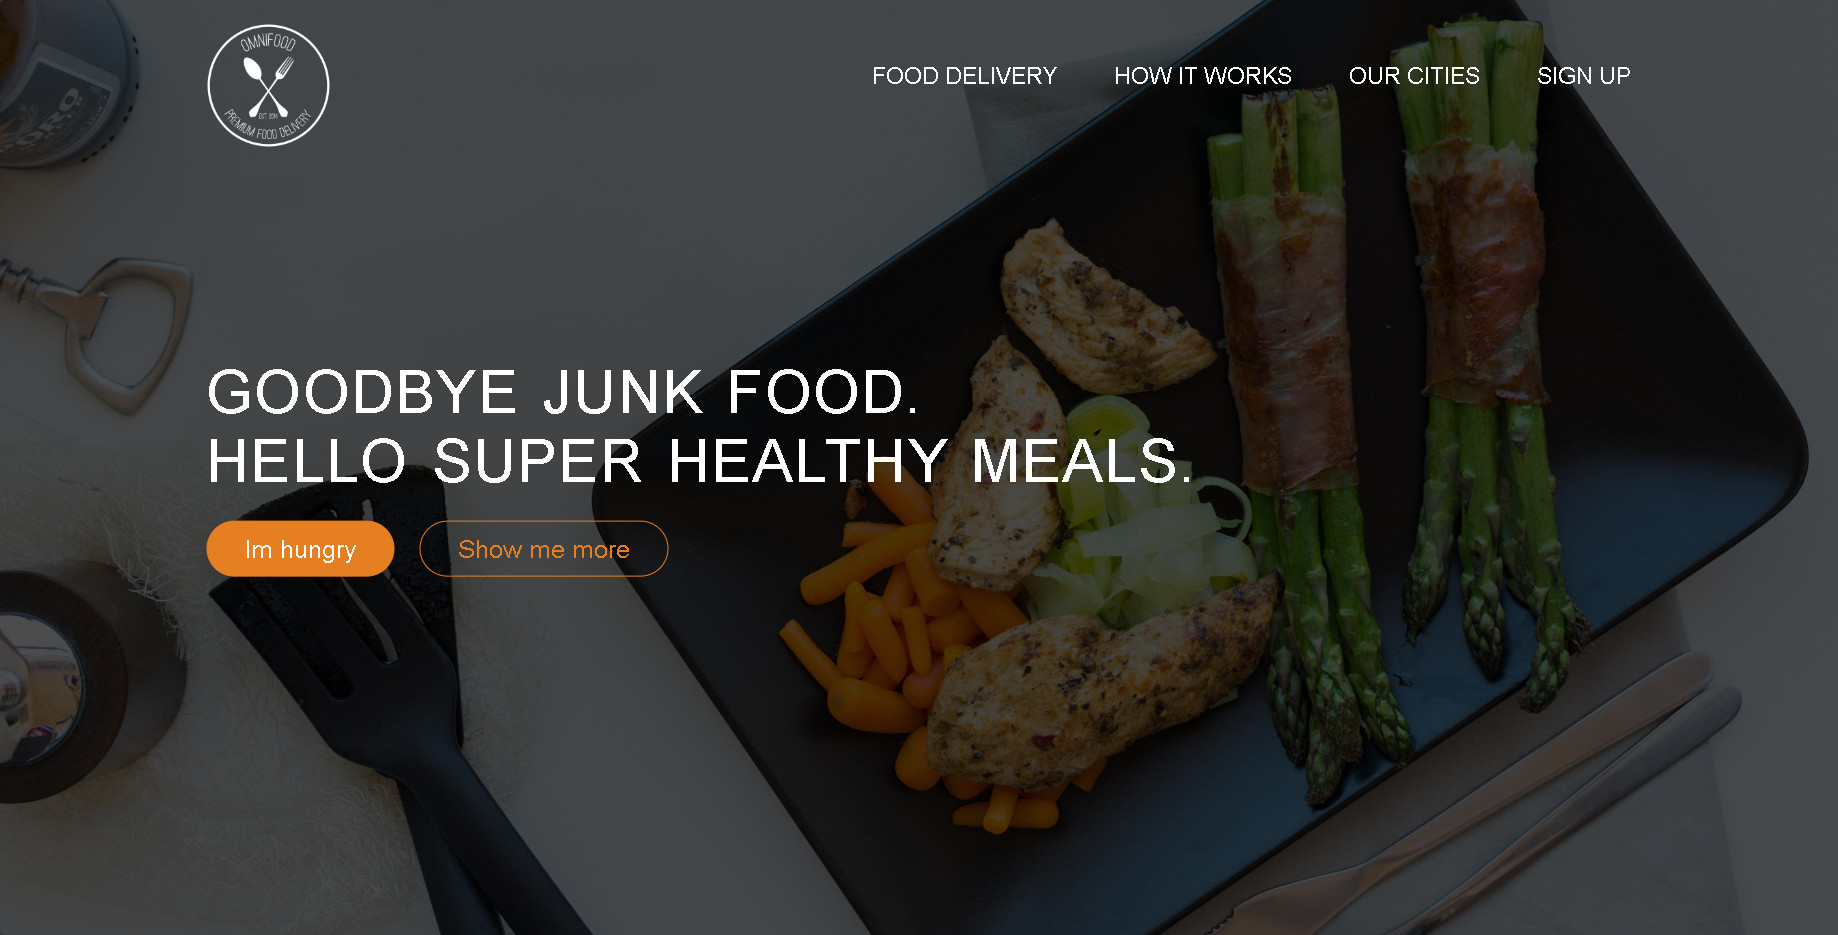 OMNIFOOD
EST. 2014
PREMIUM FOOD DELIVERY
FOOD DELIVERY
HOW IT WORKS
OUR CITIES
SIGN UP
GOODBYE JUNK FOOD.
HELLO SUPER HEALTHY MEALS.
Im hungry
Show me more